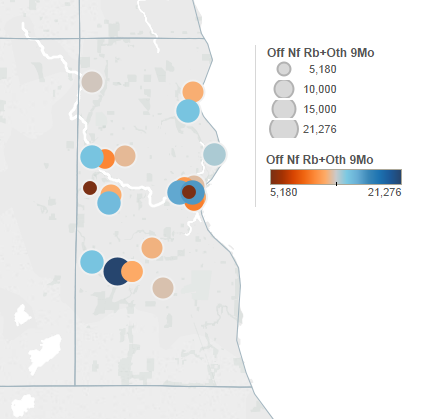 Off Nf Rb+Oth 9Mo
5,180
10,000
15,000
21,276
Off Nf Rb+Oth 9Mo
5,180 21,276